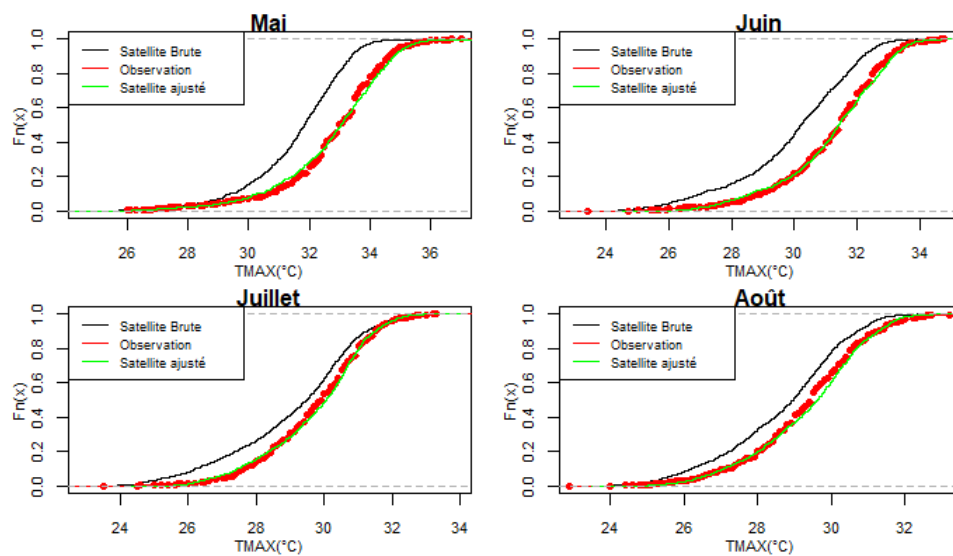 Mai
Fn(x)
0.0 0.2 0.4 0.6 0.8 1.0
Satellite Brute
Observation
Satellite ajusté
26 28 30 32 34 36
TMAX(°C)
Juin
Fn(x)
0.0 0.2 0.4 0.6 0.8 1.0
Satellite Brute
Observation
Satellite ajusté
24 26 28 30 32 34
TMAX(°C)
Juillet
Fn(x)
0.0 0.2 0.4 0.6 0.8 1.0
Satellite Brute
Observation
Satellite ajusté
24 26 28 30 32 34
TMAX(°C)
Août
Fn(x)
0.0 0.2 0.4 0.6 0.8 1.0
Satellite Brute
Observation
Satellite ajusté
24 26 28 30 32
TMAX(°C)